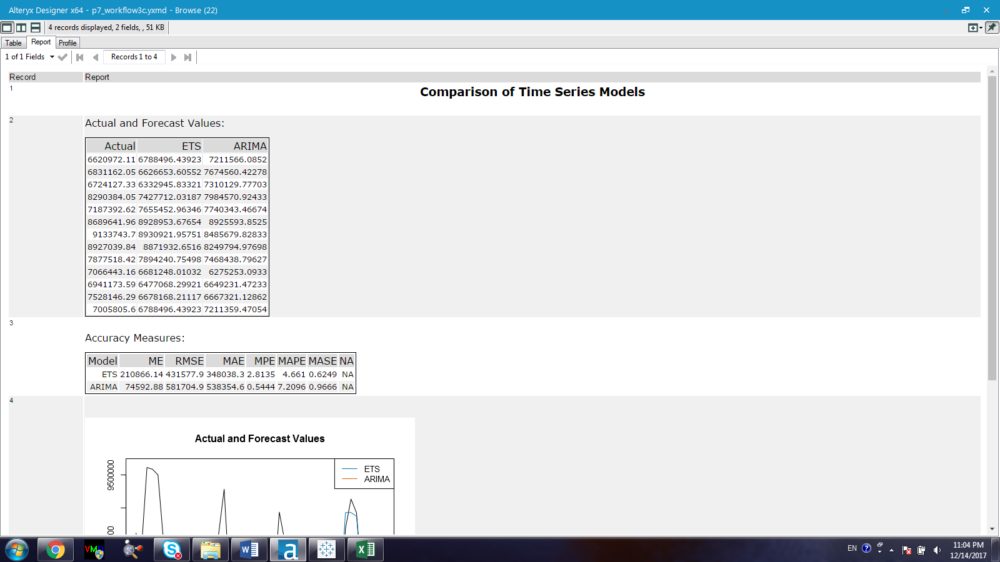 Alteryx Designer x64 - p7_workflow3c.yxmd - Browse (22)
4 records displayed, 2 fields, , 51 KB
Table Report Profile
1 of 1 Fields Records 1 to 4
Record Report
1
Comparison of Time Series Models
2
Actual and Forecast Values:
Actual ETS ARIMA
6620972.11 6788496.43923 7211566.0852
6831162.05 6626653.60552 7674560.42278
6724127.33 6332945.83321 7310129.77703
8290384.05 7427712.03187 7984570.92433
7187392.62 7655452.96346 7740343.46674
8689641.96 8928953.67654 8925593.8525
9133743.7 8930921.95751 8485679.82833
8927039.84 8871932.6516 8249794.97698
7877518.42 7894240.75498 7468438.79627
7066443.16 6681248.01032 6275253.0933
6941173.59 6477068.29921 6649231.47233
7528146.29 6678168.21117 6667321.12862
7005805.6 6788496.43923 7211359.47054
3
Accuracy Measures:
Model ME RMSE MAE MPE MAPE MASE NA
ETS 210866.14 431577.9 348038.3 2.8135 4.661 0.6249 NA
ARIMA 74592.88 581704.9 538354.6 0.5444 7.2096 0.9666 NA
4
Actual and Forecast Values
9500000
ETS
ARIMA
00
VMD
W
a
X
EN
?
11:04 PM
12/14/2017